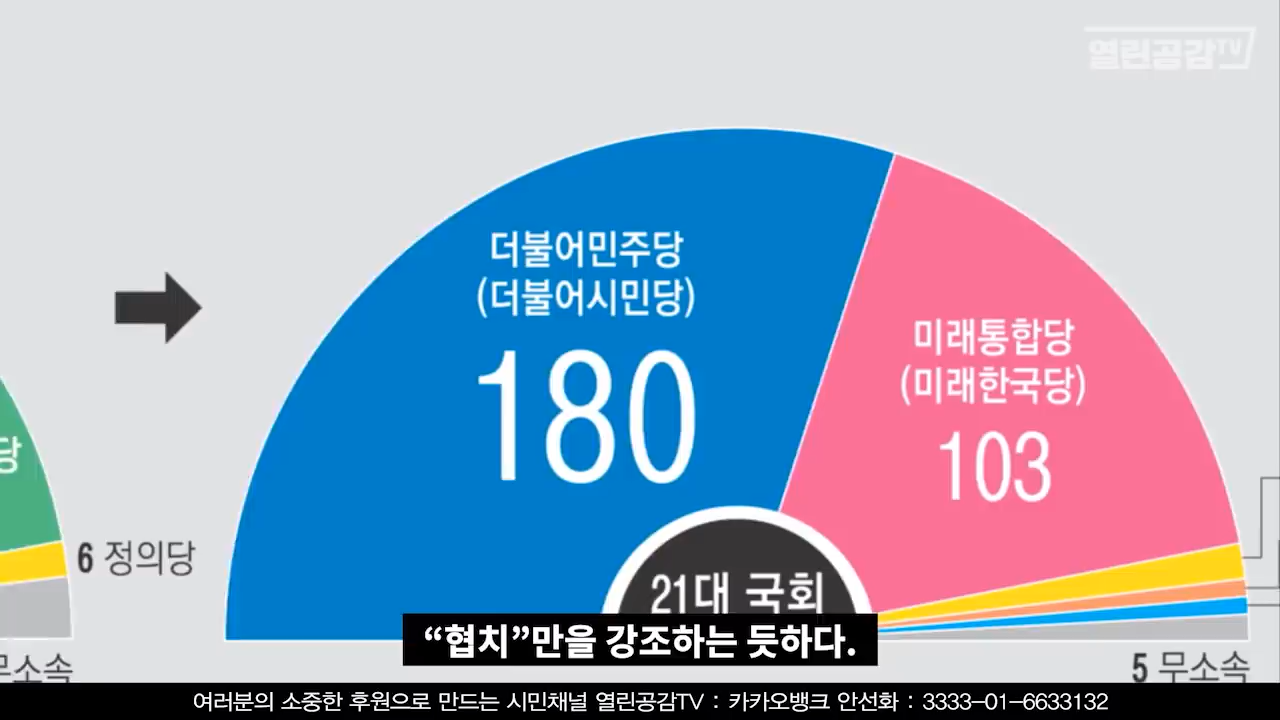 열린공감TV
더불어민주당
(더불어시민당)
180
미래통합당
(미래한국당)
103
당
6 정의당
21대 국회
“협치”만을 강조하는 듯하다.
무소속
5 무소속
여러분의 소중한 후원으로 만드는 시민채널 열린공감TV : 카카오뱅크 안선화 : 3333-01-6633132